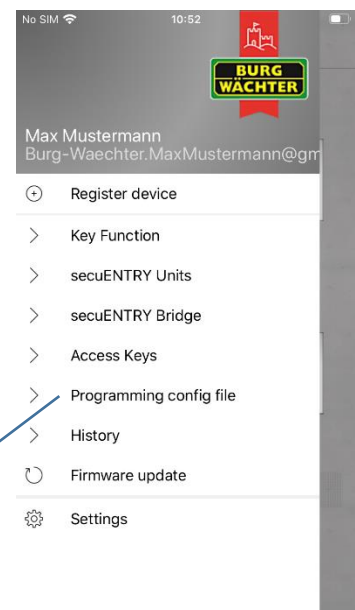 No SIM 10:52
BURG
WÄCHTER
Max Mustermann
Burg-Waechter.MaxMustermann@gm
Register device
Key Function
secuENTRY Units
secuENTRY Bridge
Access Keys
Programming config file
History
Firmware update
Settings